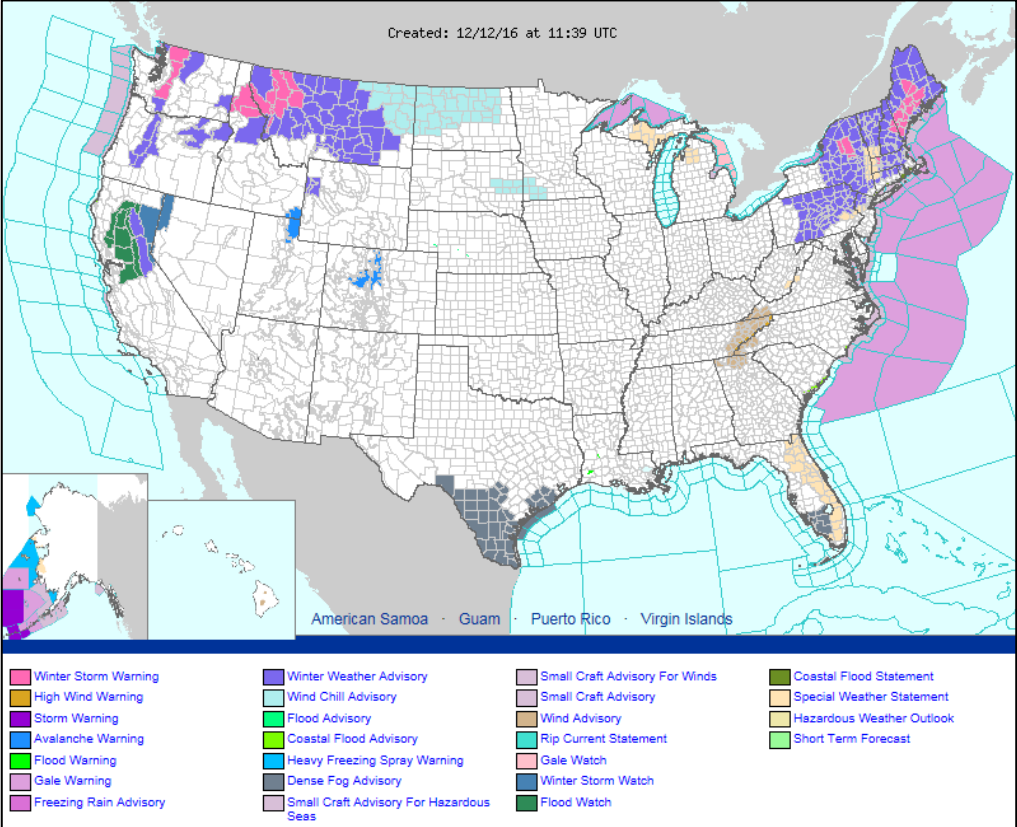 Created: 12/12/16 at 11:39 UTC
American Samoa · Guam · Puerto Rico · Virgin Islands
Winter Storm Warning
High Wind Warning
Storm Warning
Avalanche Warning
Flood Warning
Gale Warning
Freezing Rain Advisory
Winter Weather Advisory
Wind Chill Advisory
Flood Advisory
Coastal Flood Advisory
Heavy Freezing Spray Warning
Dense Fog Advisory
Small Craft Advisory For Hazardous
Seas
Small Craft Advisory For Winds
Small Craft Advisory
Wind Advisory
Rip Current Statement
Gale Watch
Winter Storm Watch
Flood Watch
Coastal Flood Statement
Special Weather Statement
Hazardous Weather Outlook
Short Term Forecast